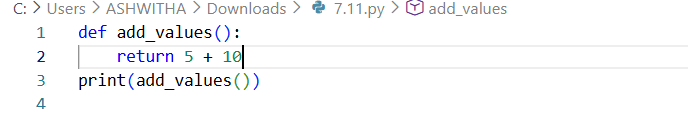 C: > Users > ASHWITHA > Downloads > 7.11.py > add_values
1 def add_values():
2     return 5 + 10
3 print(add_values())
4